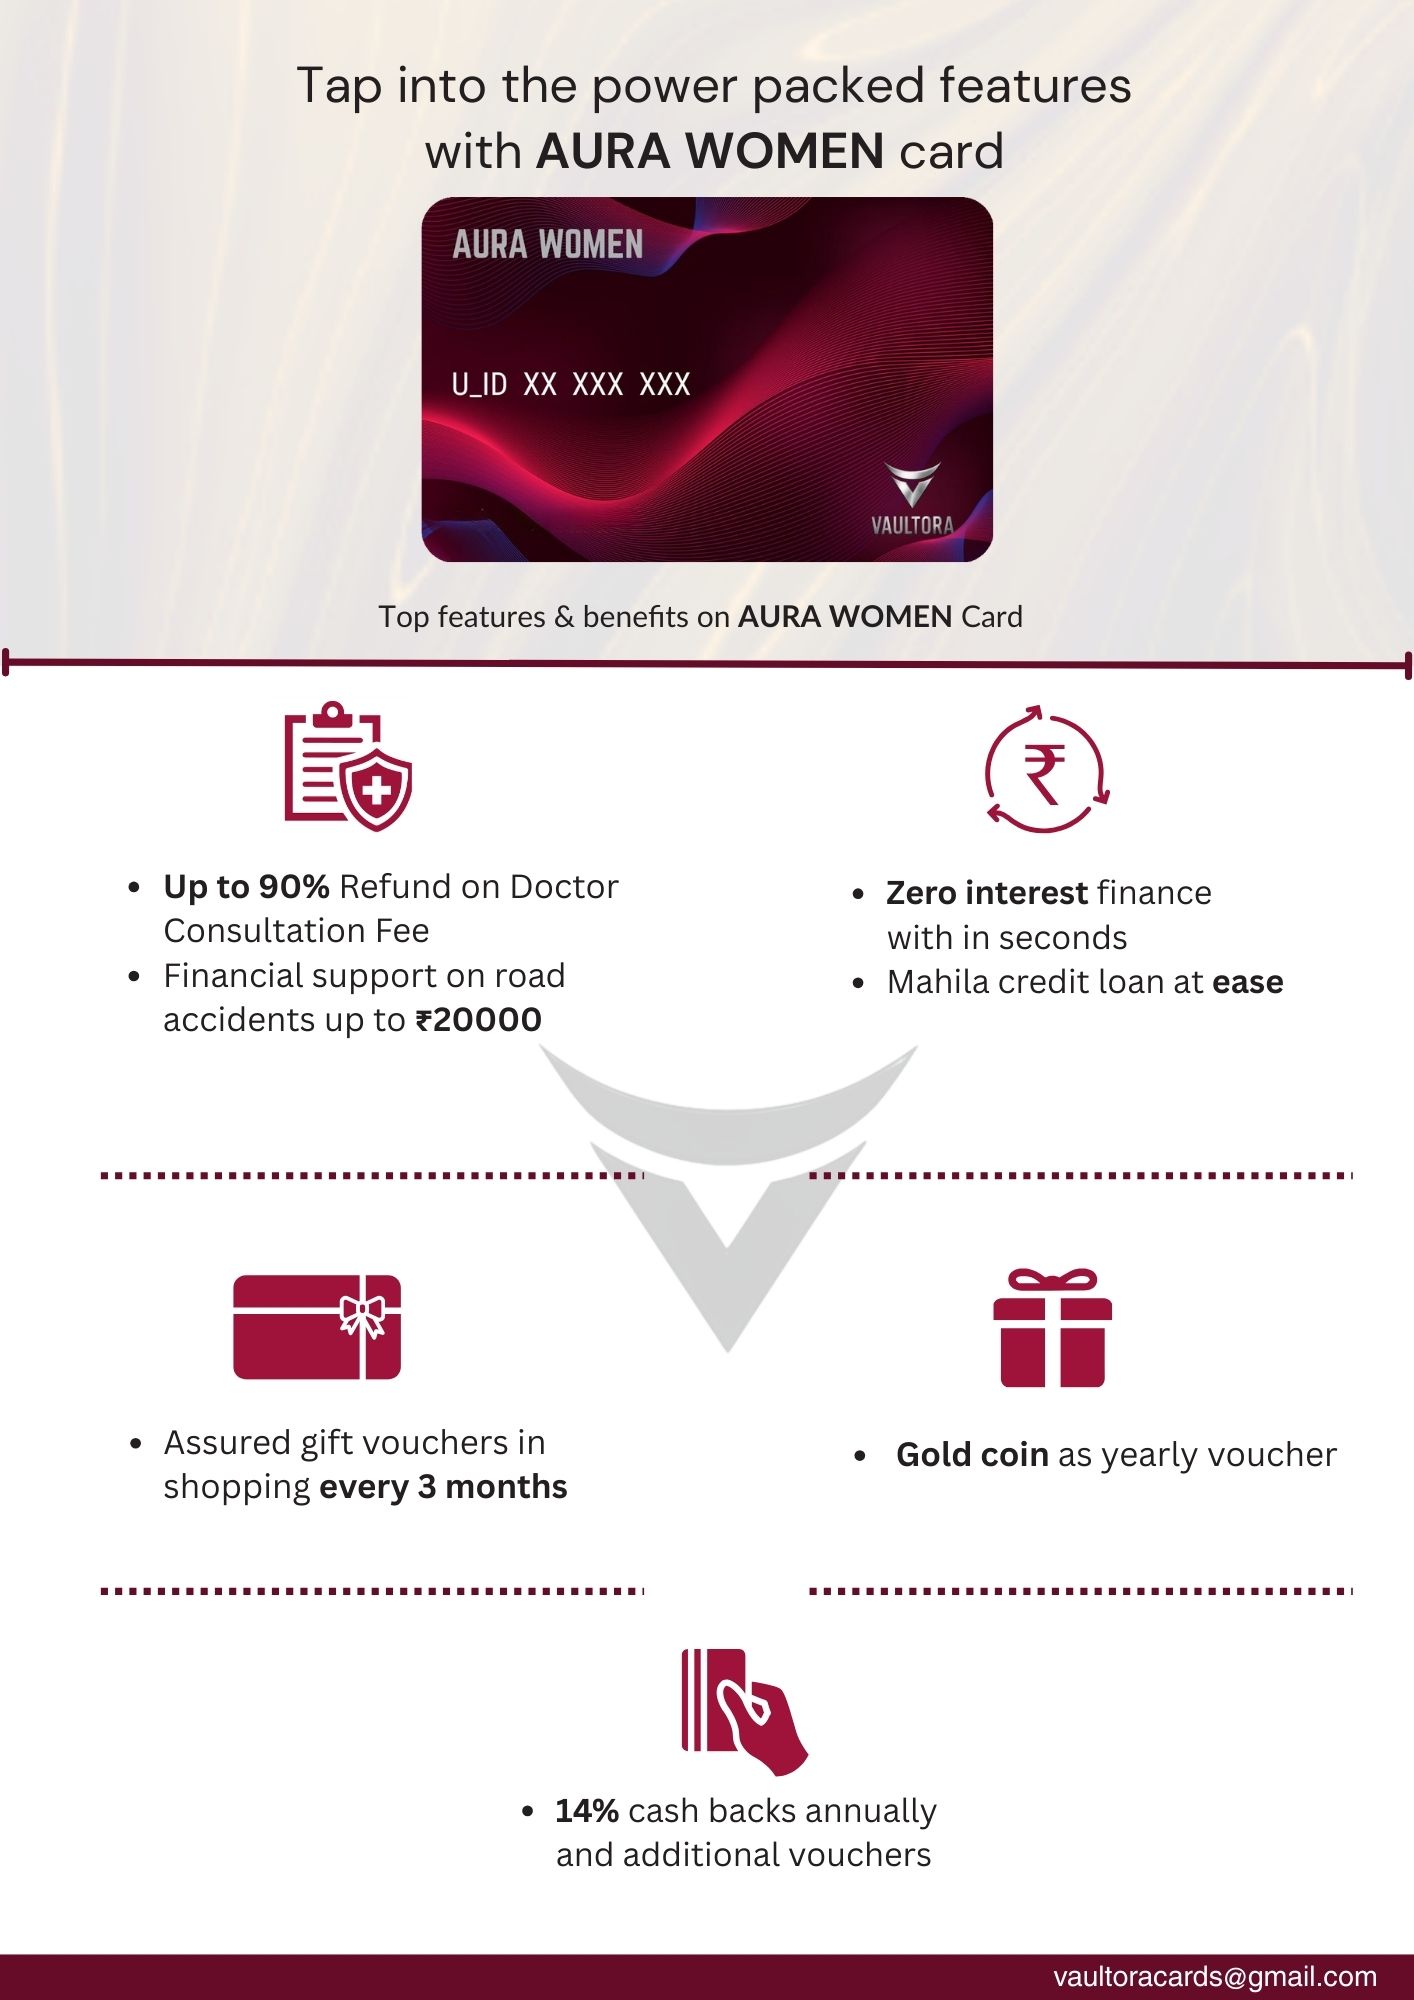 Tap into the power packed features
with AURA WOMEN card
AURA WOMEN
U_ID XX XXX XXX
VAULTORA
Top features & benefits on AURA WOMEN Card
• Up to 90% Refund on Doctor
Consultation Fee
• Financial support on road
accidents up to ₹20000
₹
• Zero interest finance
with in seconds
• Mahila credit loan at ease
• Assured gift vouchers in
shopping every 3 months
• Gold coin as yearly voucher
• 14% cash backs annually
and additional vouchers
vaultoracards@gmail.com